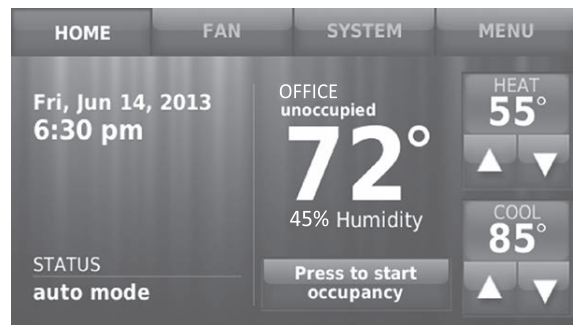 HOME FAN SYSTEM MENU
Fri, Jun 14, 2013
6:30 pm
STATUS
auto mode
OFFICE
unoccupied
72°
45% Humidity
Press to start
occupancy
HEAT
55°
COOL
85°